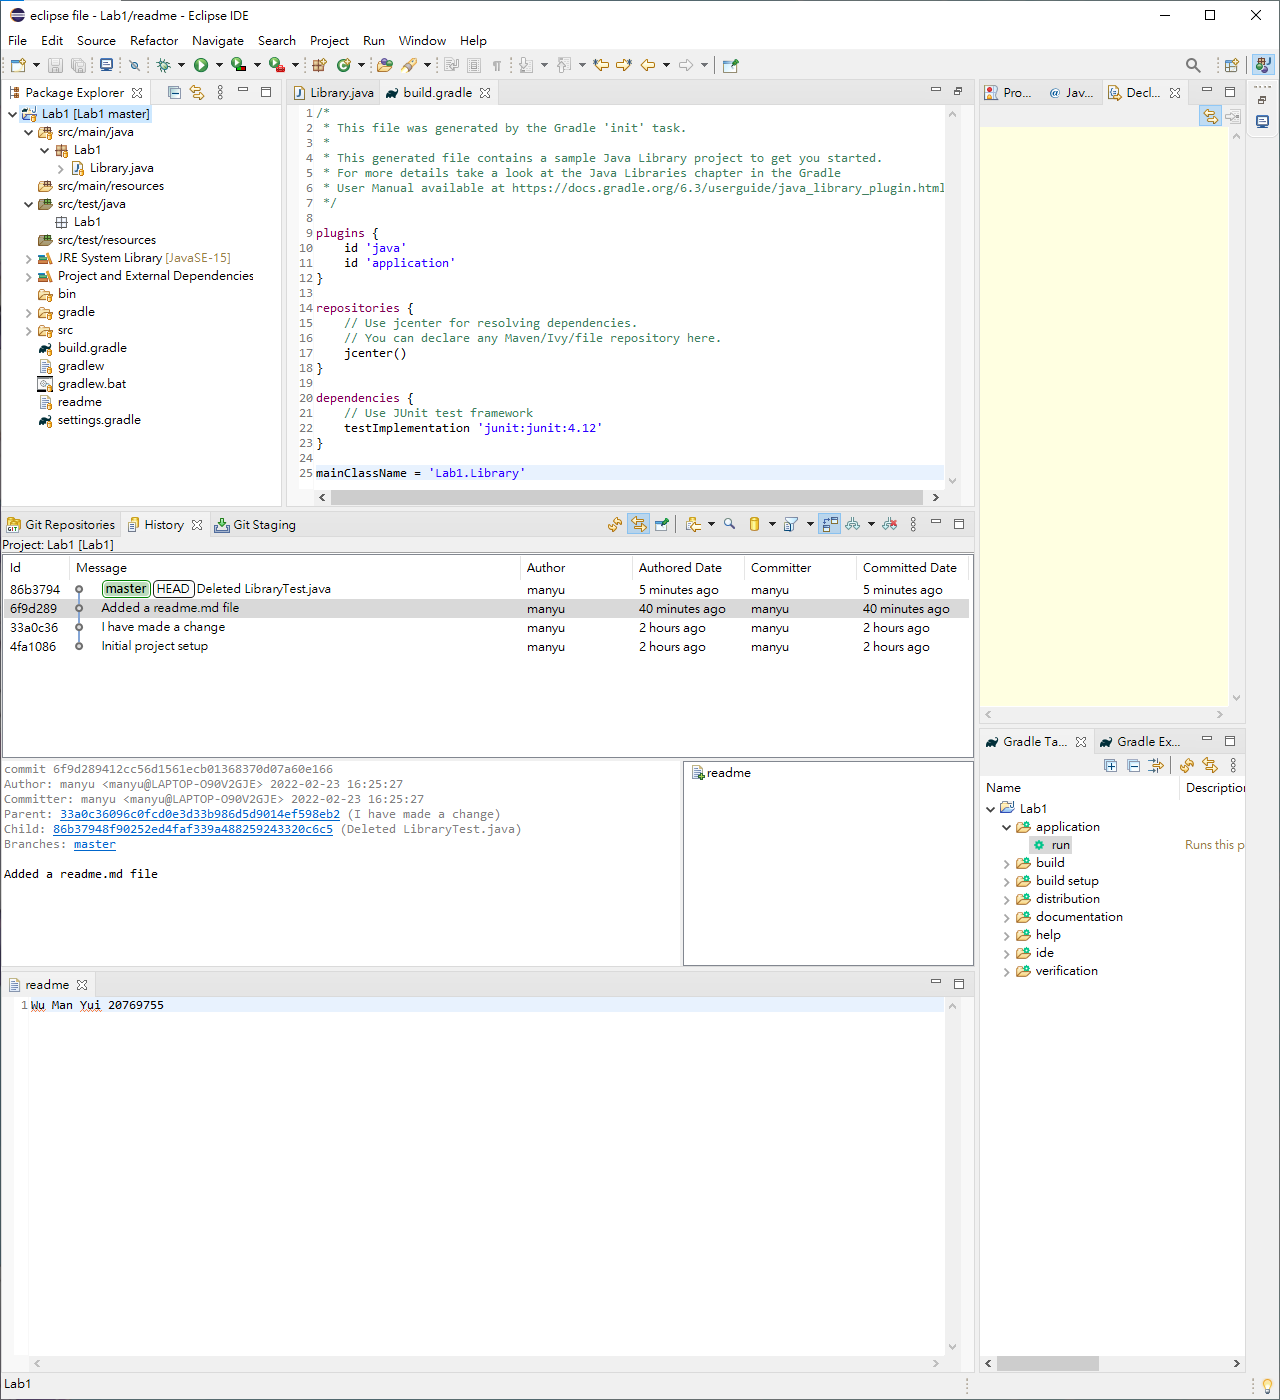 eclipse file - Lab1/readme - Eclipse IDE
File Edit Source Refactor Navigate Search Project Run Window Help
Package Explorer
Lab1 [Lab1 master]
src/main/java
Lab1
Library.java
src/main/resources
src/test/java
Lab1
src/test/resources
JRE System Library [JavaSE-15]
Project and External Dependencies
bin
gradle
src
build.gradle
gradlew
gradlew.bat
readme
settings.gradle
Library.java build.gradle
1 /*
2  * This file was generated by the Gradle 'init' task.
3  *
4  * This generated file contains a sample Java Library project to get you started.
5  * For more details take a look at the Java Libraries chapter in the Gradle
6  * User Manual available at https://docs.gradle.org/6.3/userguide/java_library_plugin.html
7  */
8
9 plugins {
10     id 'java'
11     id 'application'
12 }
13
14 repositories {
15     // Use jcenter for resolving dependencies.
16     // You can declare any Maven/Ivy/file repository here.
17     jcenter()
18 }
19
20 dependencies {
21     // Use JUnit test framework
22     testImplementation 'junit:junit:4.12'
23 }
24
25 mainClassName = 'Lab1.Library'
Pro... @ Jav... Decl...
Git Repositories History Git Staging
Project: Lab1 [Lab1]
Id Message Author Authored Date Committer Committed Date
86b3794 master HEAD Deleted LibraryTest.java manyu 5 minutes ago manyu 5 minutes ago
6f9d289 Added a readme.md file manyu 40 minutes ago manyu 40 minutes ago
33a0c36 I have made a change manyu 2 hours ago manyu 2 hours ago
4fa1086 Initial project setup manyu 2 hours ago manyu 2 hours ago
commit 6f9d289412cc56d1561ecb01368370d07a60e166
Author: manyu <manyu@LAPTOP-O90V2GJE> 2022-02-23 16:25:27
Committer: manyu <manyu@LAPTOP-O90V2GJE> 2022-02-23 16:25:27
Parent: 33a0c36096c0fcd0e3d33b986d5d9014ef598eb2 (I have made a change)
Child: 86b37948f90252ed4faf339a488259243320c6c5 (Deleted LibraryTest.java)
Branches: master
Added a readme.md file
readme
readme
1 Wu Man Yui 20769755
Gradle Ta... Gradle Ex...
Name Description
Lab1
application
run Runs this p
build
build setup
distribution
documentation
help
ide
verification
Lab1